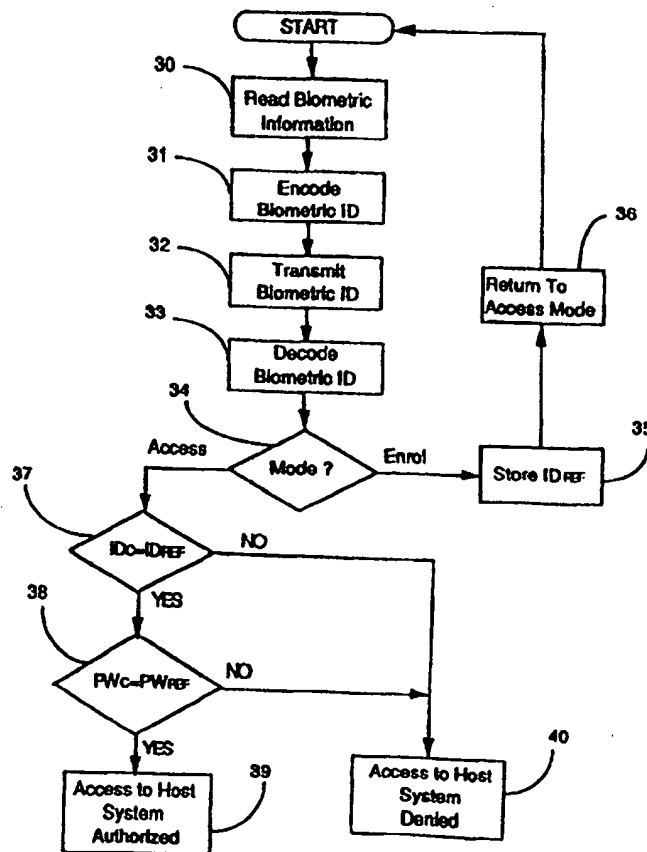 START
30
Read Biometric
Information
31
Encode
Biometric ID
32
Transmit
Biometric ID
36
Return To
Access Mode
33
Decode
Biometric ID
34
Mode ?
Access
Enrol
35
Store IDREF
37
IDC=IDREF
NO
YES
38
PWC=PWREF
NO
YES
39
Access to Host
System
Authorized
40
Access to Host
System
Denied